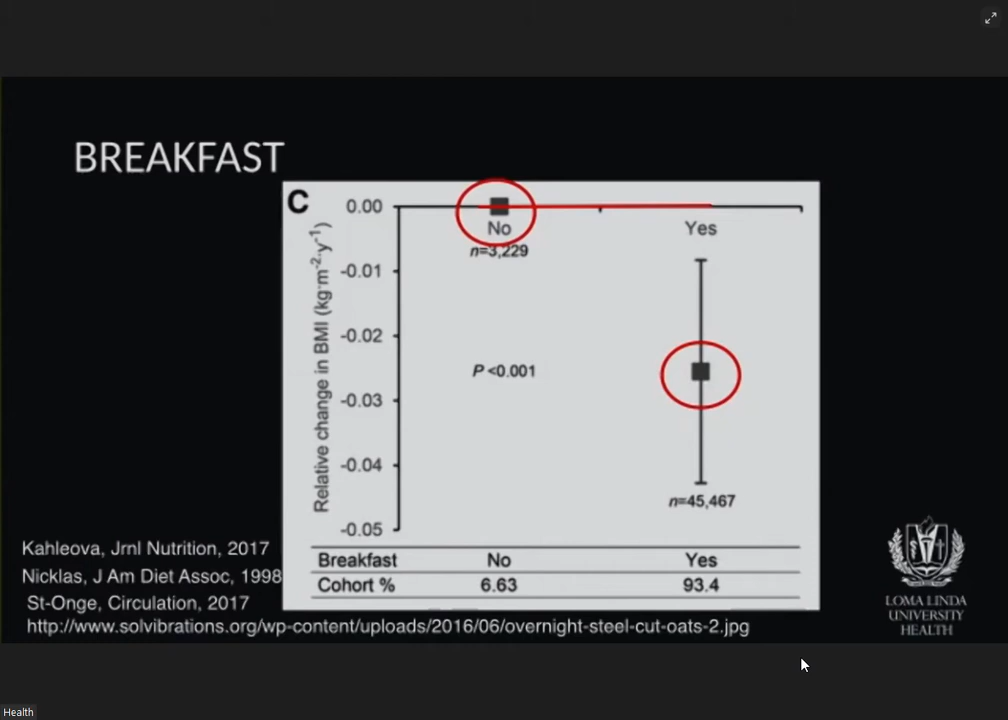 BREAKFAST
C
0.00
No
Yes
n=3,229
-0.01
-0.02
P <0.001
-0.03
-0.04
n=45,467
-0.05
Relative change in BMI (kg·m-2·y-1)
Breakfast No Yes
Cohort % 6.63 93.4
Kahleova, Jrnl Nutrition, 2017
Nicklas, J Am Diet Assoc, 1998
St-Onge, Circulation, 2017
http://www.solvibrations.org/wp-content/uploads/2016/06/overnight-steel-cut-oats-2.jpg
LOMA LINDA
UNIVERSITY
HEALTH
Health